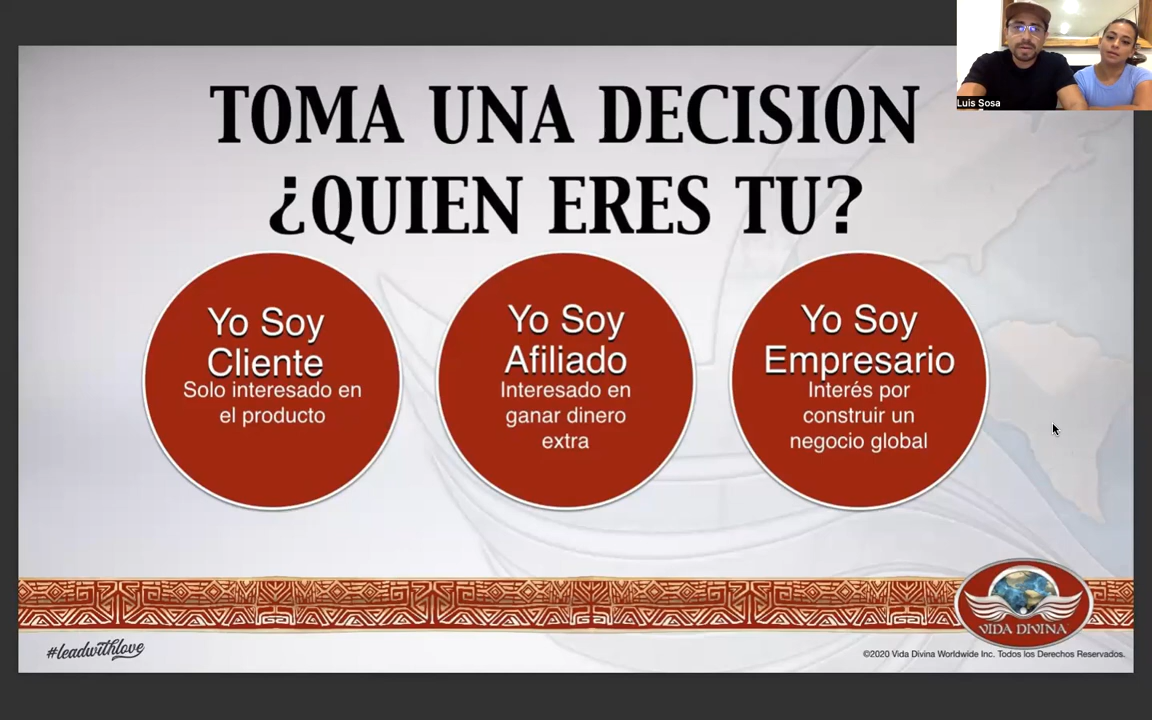 TOMA UNA DECISION
¿QUIEN ERES TU?
Luis Sosa
Yo Soy
Cliente
Solo interesado en
el producto
Yo Soy
Afiliado
Interesado en
ganar dinero
extra
Yo Soy
Empresario
Interés por
construir un
negocio global
VIDA DIVINA
#leadwithlove
©2020 Vida Divina Worldwide Inc. Todos los Derechos Reservados.